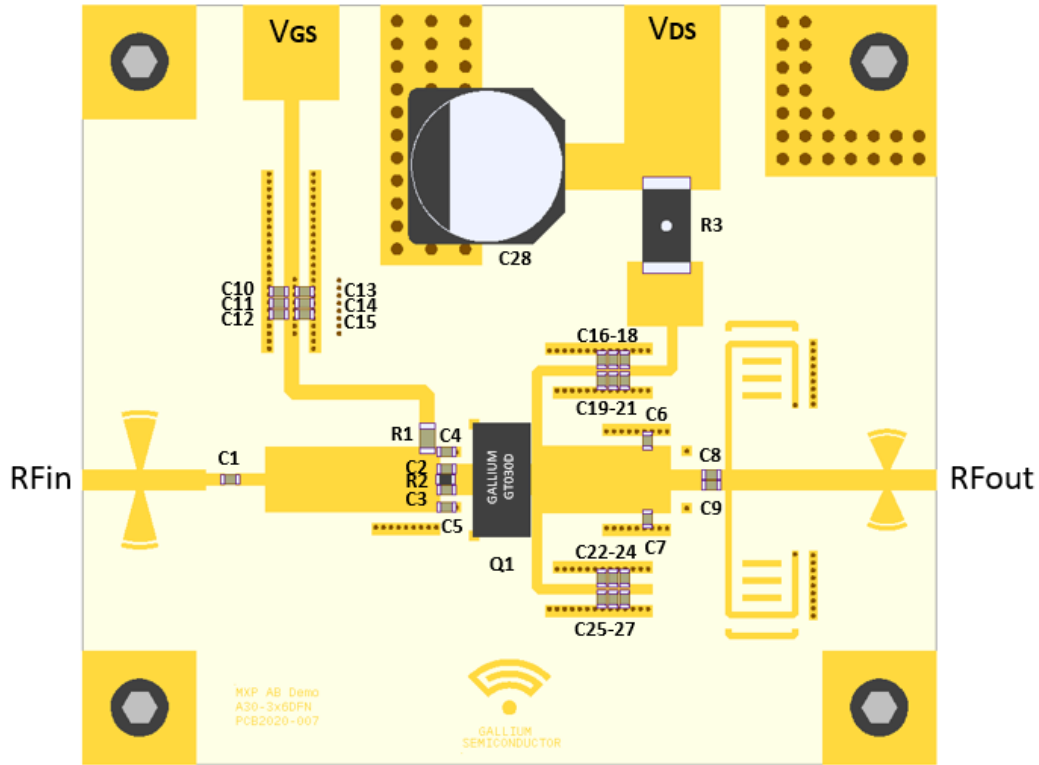 VGS
VDS
R3
C28
C10
C11
C12
C13
C14
C15
C16-18
C19-21
C6
R1
C4
C1
C2
R2
C3
C5
GALLIUM
GT030D
C8
C9
RFin
RFout
C7
Q1
C22-24
C25-27
MXP AB Demo
A30-3x6DFN
PCB2020-007
GALLIUM
SEMICONDUCTOR